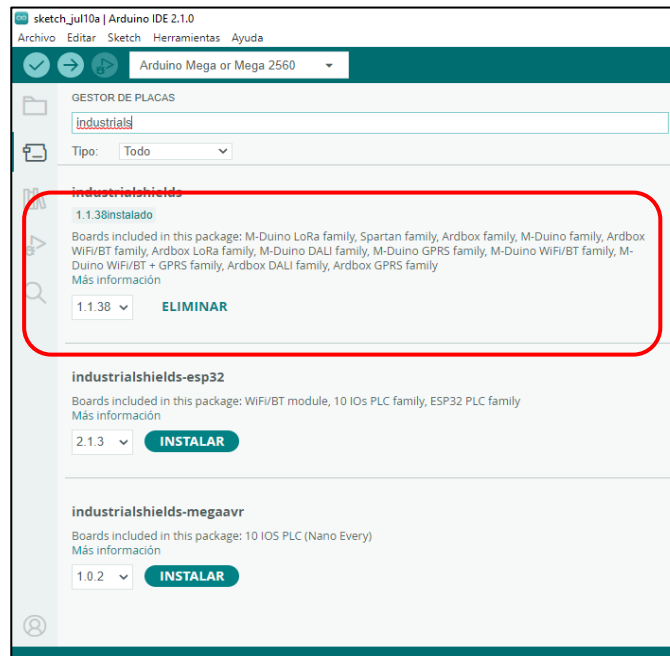 sketch_jul10a | Arduino IDE 2.1.0
Archivo Editar Sketch Herramientas Ayuda
Arduino Mega or Mega 2560
GESTOR DE PLACAS
industrials
Tipo: Todo
industrialshields
1.1.38instalado
Boards included in this package: M-Duino LoRa family, Spartan family, Ardbox family, M-Duino family, Ardbox
WiFi/BT family, Ardbox LoRa family, M-Duino DALI family, M-Duino GPRS family, M-Duino WiFi/BT family, M-
Duino WiFi/BT + GPRS family, Ardbox DALI family, Ardbox GPRS family
Más información
1.1.38 ELIMINAR
industrialshields-esp32
Boards included in this package: WiFi/BT module, 10 IOs PLC family, ESP32 PLC family
Más información
2.1.3 INSTALAR
industrialshields-megaavr
Boards included in this package: 10 IOS PLC (Nano Every)
Más información
1.0.2 INSTALAR